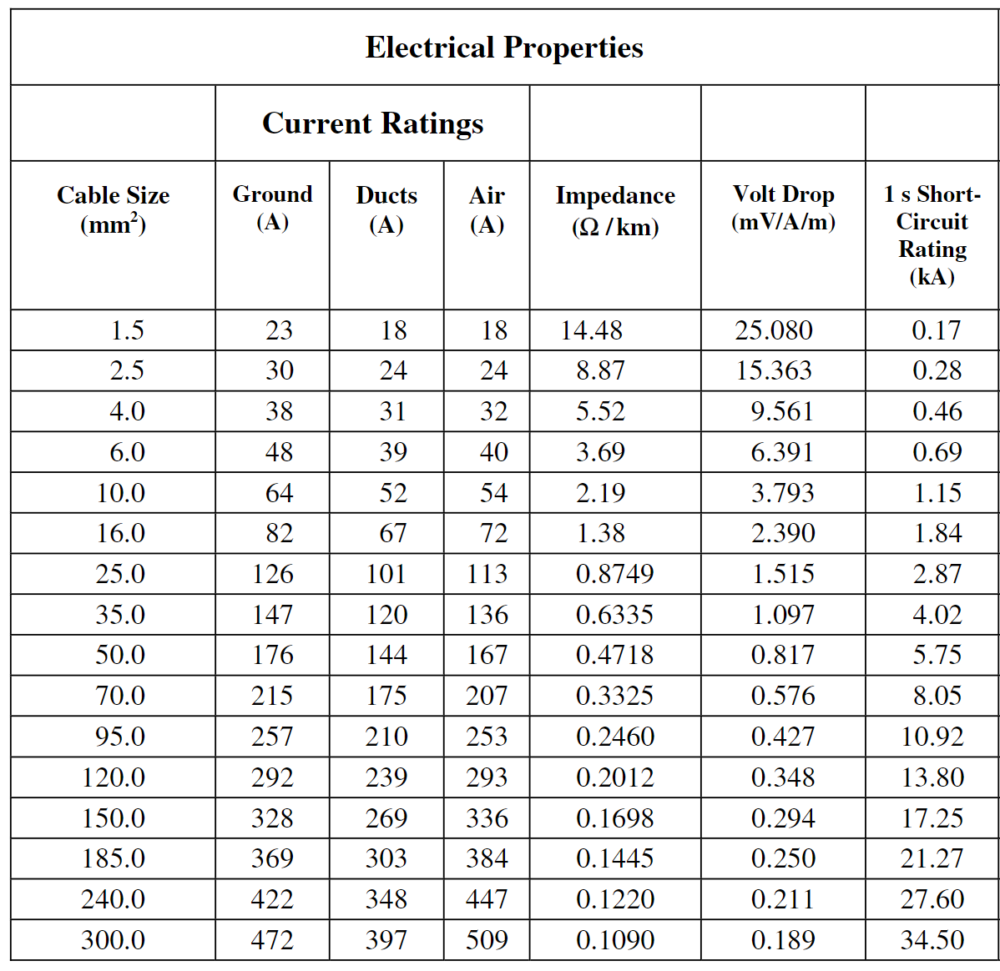 Electrical Properties
Current Ratings
Cable Size (mm²) Ground (A) Ducts (A) Air (A) Impedance (Ω / km) Volt Drop (mV/A/m) 1 s Short-Circuit Rating (kA)
1.5 23 18 18 14.48 25.080 0.17
2.5 30 24 24 8.87 15.363 0.28
4.0 38 31 32 5.52 9.561 0.46
6.0 48 39 40 3.69 6.391 0.69
10.0 64 52 54 2.19 3.793 1.15
16.0 82 67 72 1.38 2.390 1.84
25.0 126 101 113 0.8749 1.515 2.87
35.0 147 120 136 0.6335 1.097 4.02
50.0 176 144 167 0.4718 0.817 5.75
70.0 215 175 207 0.3325 0.576 8.05
95.0 257 210 253 0.2460 0.427 10.92
120.0 292 239 293 0.2012 0.348 13.80
150.0 328 269 336 0.1698 0.294 17.25
185.0 369 303 384 0.1445 0.250 21.27
240.0 422 348 447 0.1220 0.211 27.60
300.0 472 397 509 0.1090 0.189 34.50